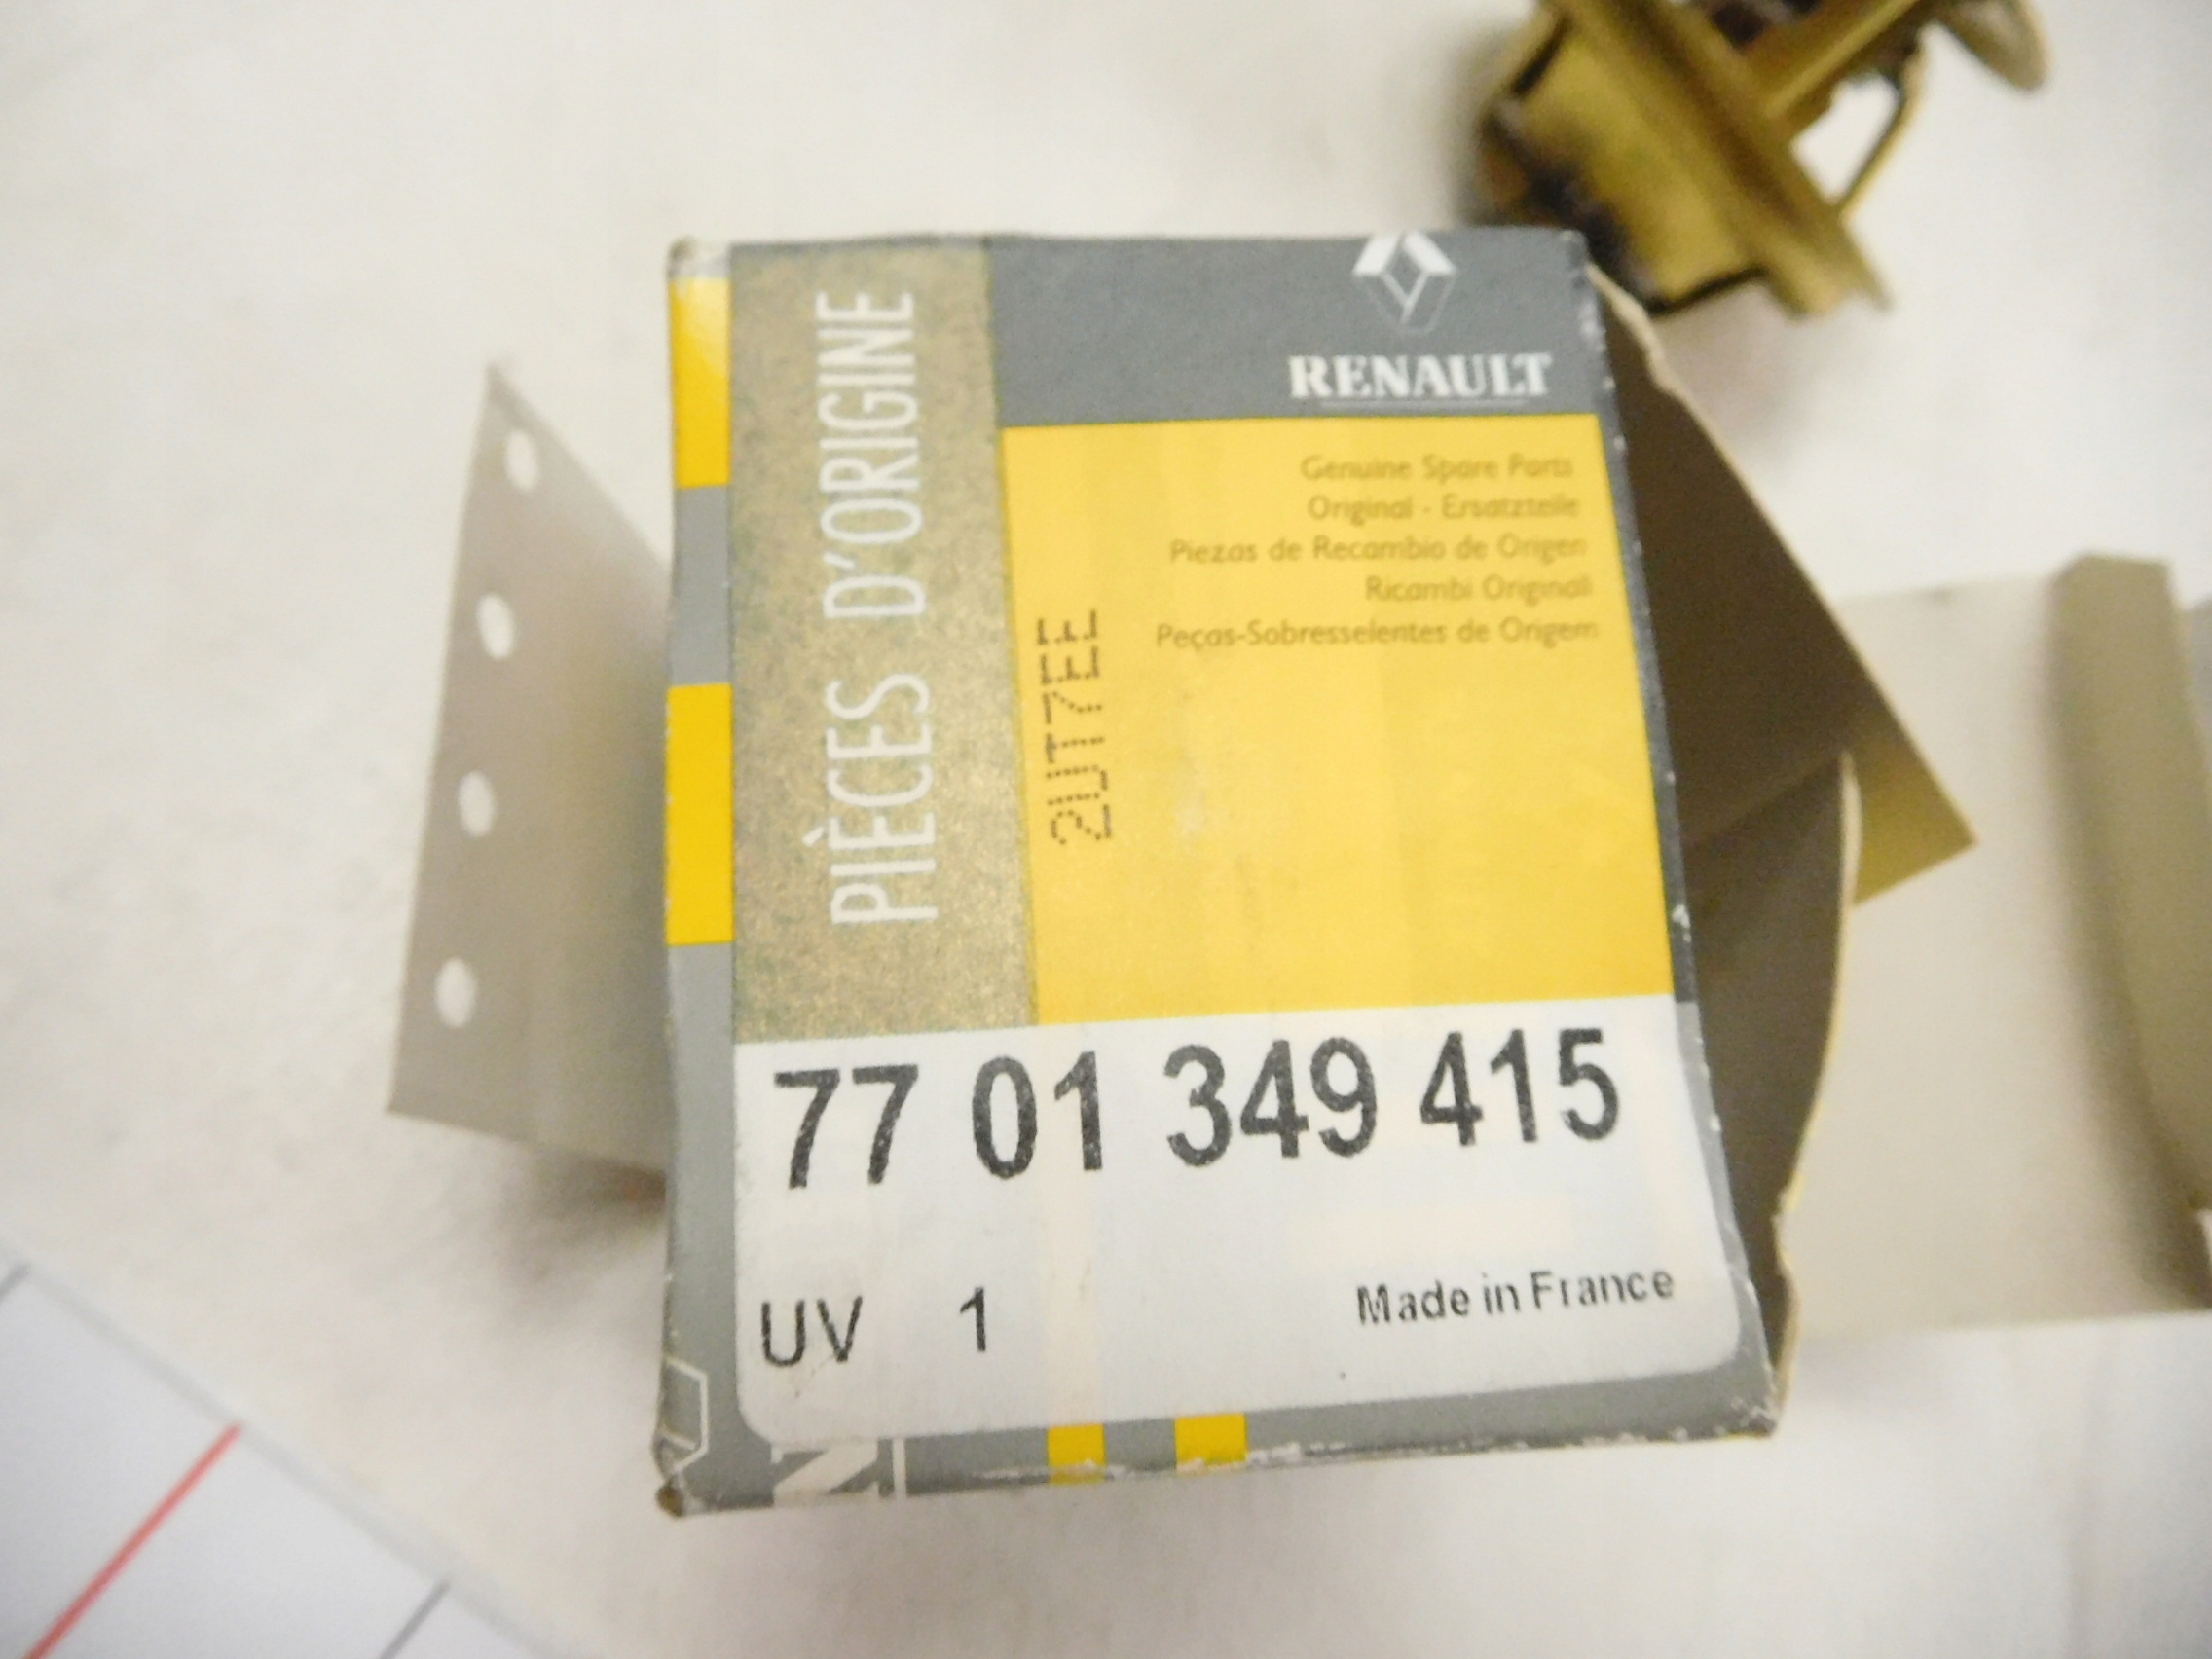 PIÈCES D'ORIGINE
RENAULT
Genuine Spare Parts
Original - Ersatzteile
Piezas de Recambio de Origen
Ricambi Originali
Peças-Sobresselentes de Origem
2UT7EE
77 01 349 415
UV 1
Made in France